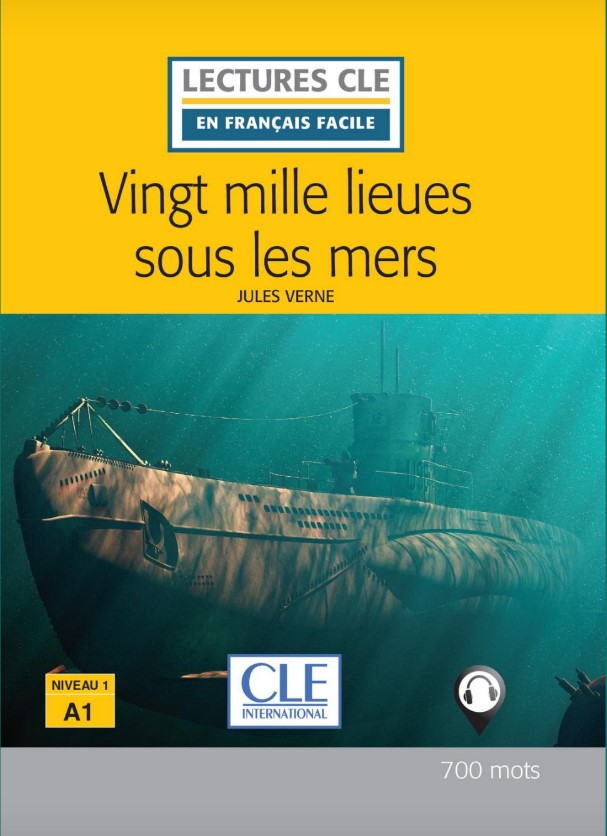 LECTURES CLE
EN FRANÇAIS FACILE
Vingt mille lieues
sous les mers
JULES VERNE
NIVEAU 1
A1
CLE
INTERNATIONAL
700 mots